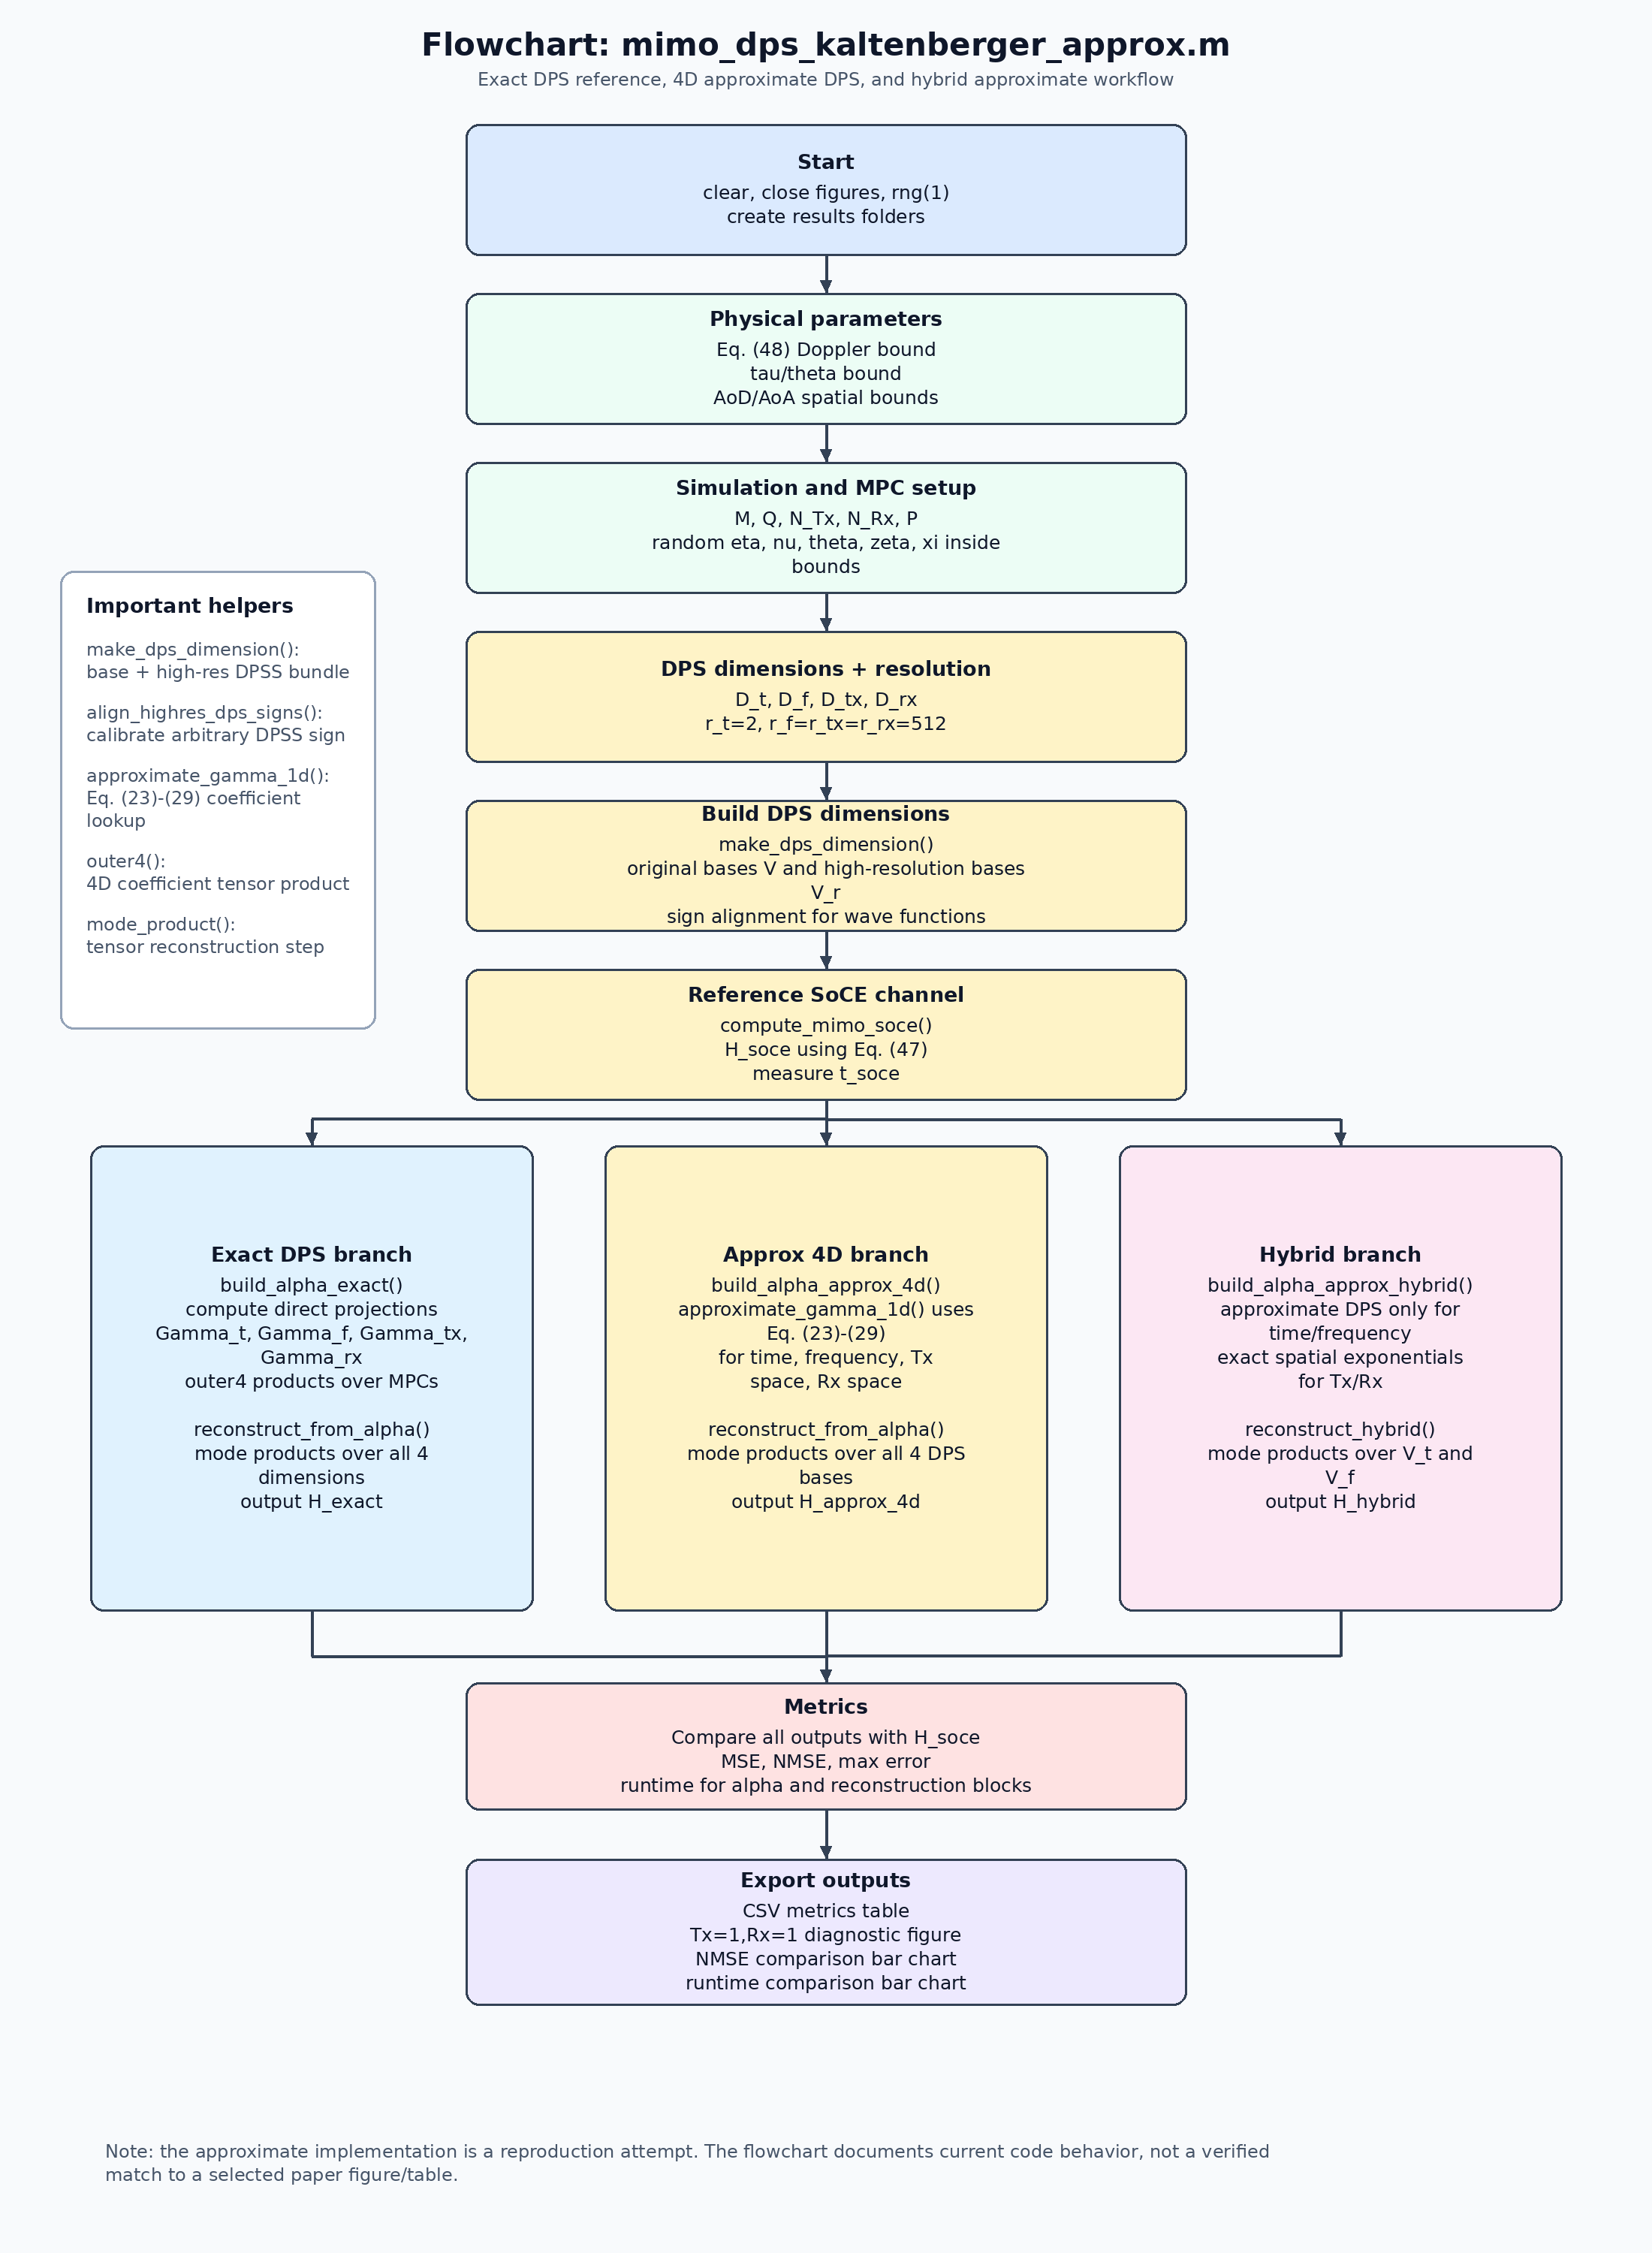 Flowchart: mimo_dps_kaltenberger_approx.m
Exact DPS reference, 4D approximate DPS, and hybrid approximate workflow
Start
clear, close figures, rng(1)
create results folders
Physical parameters
Eq. (48) Doppler bound
tau/theta bound
AoD/AoA spatial bounds
Simulation and MPC setup
M, Q, N_Tx, N_Rx, P
random eta, nu, theta, zeta, xi inside
bounds
Important helpers
make_dps_dimension():
base + high-res DPSS bundle
align_highres_dps_signs():
calibrate arbitrary DPSS sign
approximate_gamma_1d():
Eq. (23)-(29) coefficient
lookup
outer4():
4D coefficient tensor product
mode_product():
tensor reconstruction step
DPS dimensions + resolution
D_t, D_f, D_tx, D_rx
r_t=2, r_f=r_tx=r_rx=512
Build DPS dimensions
make_dps_dimension()
original bases V and high-resolution bases
V_r
sign alignment for wave functions
Reference SoCE channel
compute_mimo_soce()
H_soce using Eq. (47)
measure t_soce
Exact DPS branch
build_alpha_exact()
compute direct projections
Gamma_t, Gamma_f, Gamma_tx,
Gamma_rx
outer4 products over MPCs
reconstruct_from_alpha()
mode products over all 4
dimensions
output H_exact
Approx 4D branch
build_alpha_approx_4d()
approximate_gamma_1d() uses
Eq. (23)-(29)
for time, frequency, Tx
space, Rx space
reconstruct_from_alpha()
mode products over all 4 DPS
bases
output H_approx_4d
Hybrid branch
build_alpha_approx_hybrid()
approximate DPS only for
time/frequency
exact spatial exponentials
for Tx/Rx
reconstruct_hybrid()
mode products over V_t and
V_f
output H_hybrid
Metrics
Compare all outputs with H_soce
MSE, NMSE, max error
runtime for alpha and reconstruction blocks
Export outputs
CSV metrics table
Tx=1,Rx=1 diagnostic figure
NMSE comparison bar chart
runtime comparison bar chart
Note: the approximate implementation is a reproduction attempt. The flowchart documents current code behavior, not a verified
match to a selected paper figure/table.